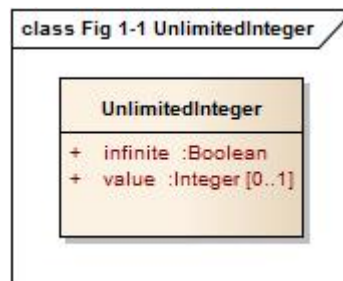 class Fig 1-1 UnlimitedInteger
UnlimitedInteger
+ infinite :Boolean
+ value :Integer [0..1]